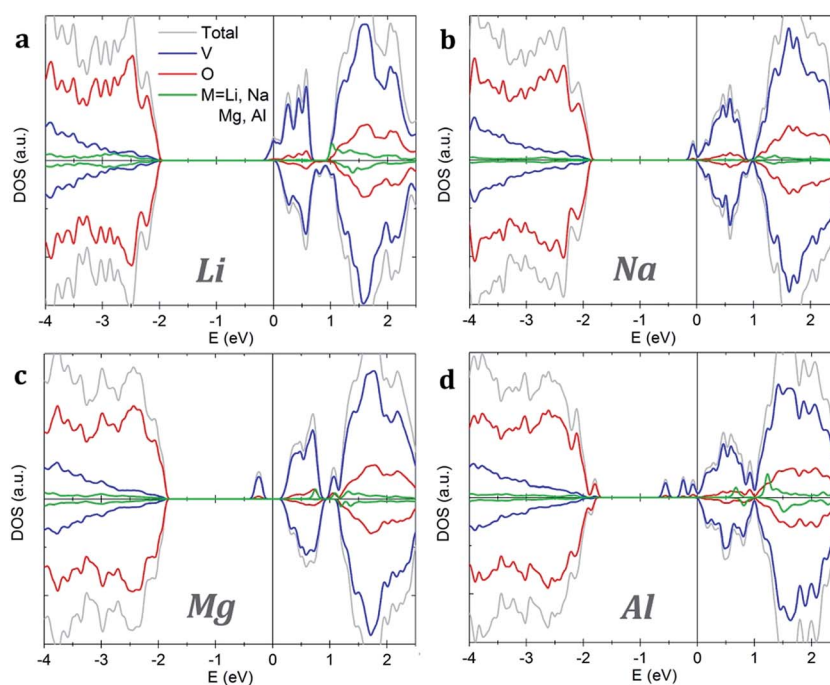 a
Total
V
O
M=Li, Na
Mg, Al
DOS (a.u.)
Li
-4 -3 -2 -1 0 1 2
E (eV)
b
DOS (a.u.)
Na
-4 -3 -2 -1 0 1 2
E (eV)
c
DOS (a.u.)
Mg
-4 -3 -2 -1 0 1 2
E (eV)
d
DOS (a.u.)
Al
-4 -3 -2 -1 0 1 2
E (eV)